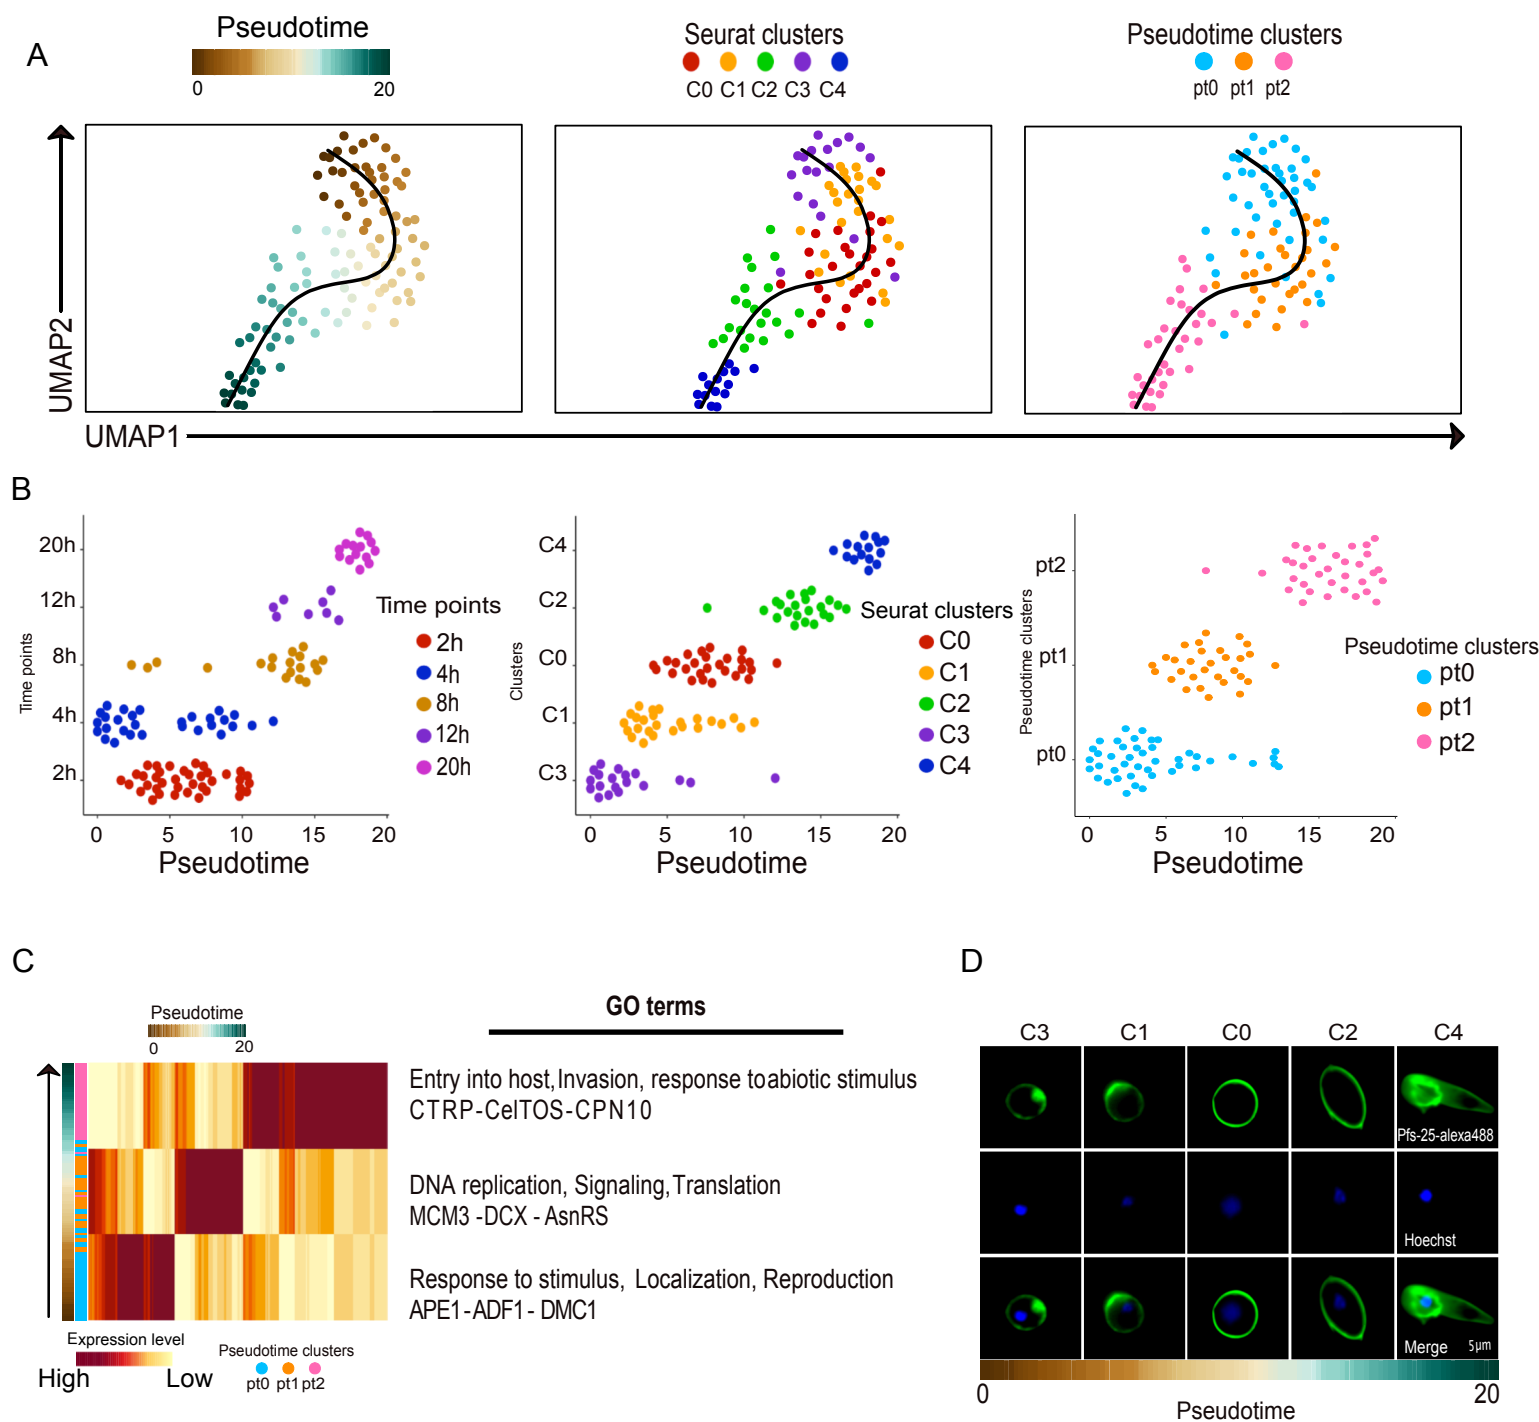 A
Pseudotime
0 20
Seurat clusters
C0 C1 C2 C3 C4
Pseudotime clusters
pt0 pt1 pt2
UMAP2
UMAP1
B
Time points
20h
12h
8h
4h
2h
0 5 10 15 20
Pseudotime
Time points
2h
4h
8h
12h
20h
Clusters
C4
C2
C0
C1
C3
0 5 10 15 20
Pseudotime
Seurat clusters
C0
C1
C2
C3
C4
Pseudotime clusters
pt2
pt1
pt0
0 5 10 15 20
Pseudotime
Pseudotime clusters
pt0
pt1
pt2
C
Pseudotime
0 20
GO terms
Entry into host, Invasion, response toabiotic stimulus
CTRP-CelTOS-CPN10
DNA replication, Signaling, Translation
MCM3 -DCX - AsnRS
Response to stimulus, Localization, Reproduction
APE1-ADF1- DMC1
Expression level
High Low
Pseudotime clusters
pt0 pt1 pt2
D
C3 C1 C0 C2 C4
Pfs-25-alexa488
Hoechst
Merge 5µm
0 20
Pseudotime